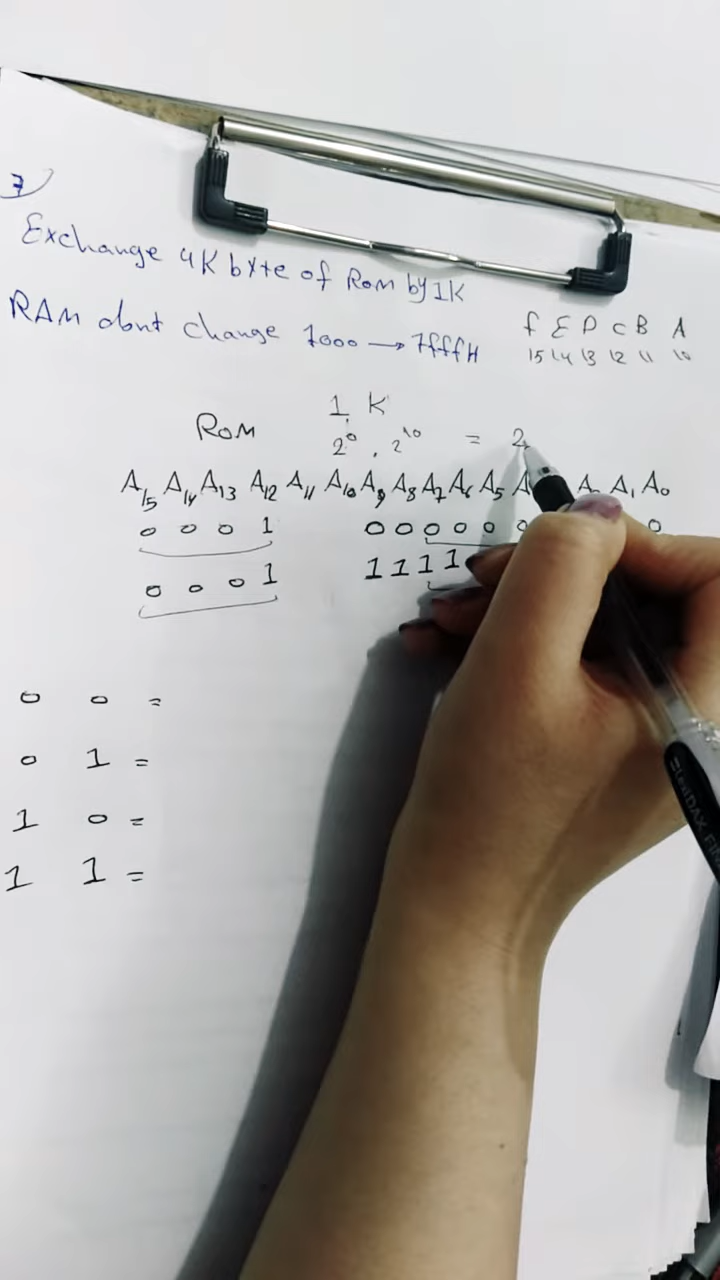 7)
Exchange 4K byte of Rom by 1K
RAM dont change 1000 → 7fffH
f E D C B A
15 14 13 12 11 10
Rom 1 K
2⁰ . 2¹⁰ = 2
A15 A14 A13 A12 A11 A10 A9 A8 A7 A6 A5 A A1 A0
0 0 0 1 0 0 0 0 0 0 0
0 0 0 1 1 1 1 1
0 0 =
0 1 =
1 0 =
1 1 =